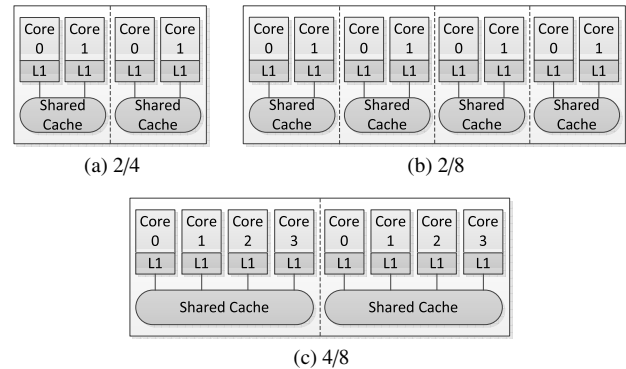 Core Core Core Core
0 1 0 1
L1 L1 L1 L1
Shared Shared
Cache Cache
(a) 2/4
Core Core Core Core Core Core Core Core
0 1 0 1 0 1 0 1
L1 L1 L1 L1 L1 L1 L1 L1
Shared Shared Shared Shared
Cache Cache Cache Cache
(b) 2/8
Core Core Core Core Core Core Core Core
0 1 2 3 0 1 2 3
L1 L1 L1 L1 L1 L1 L1 L1
Shared Cache Shared Cache
(c) 4/8